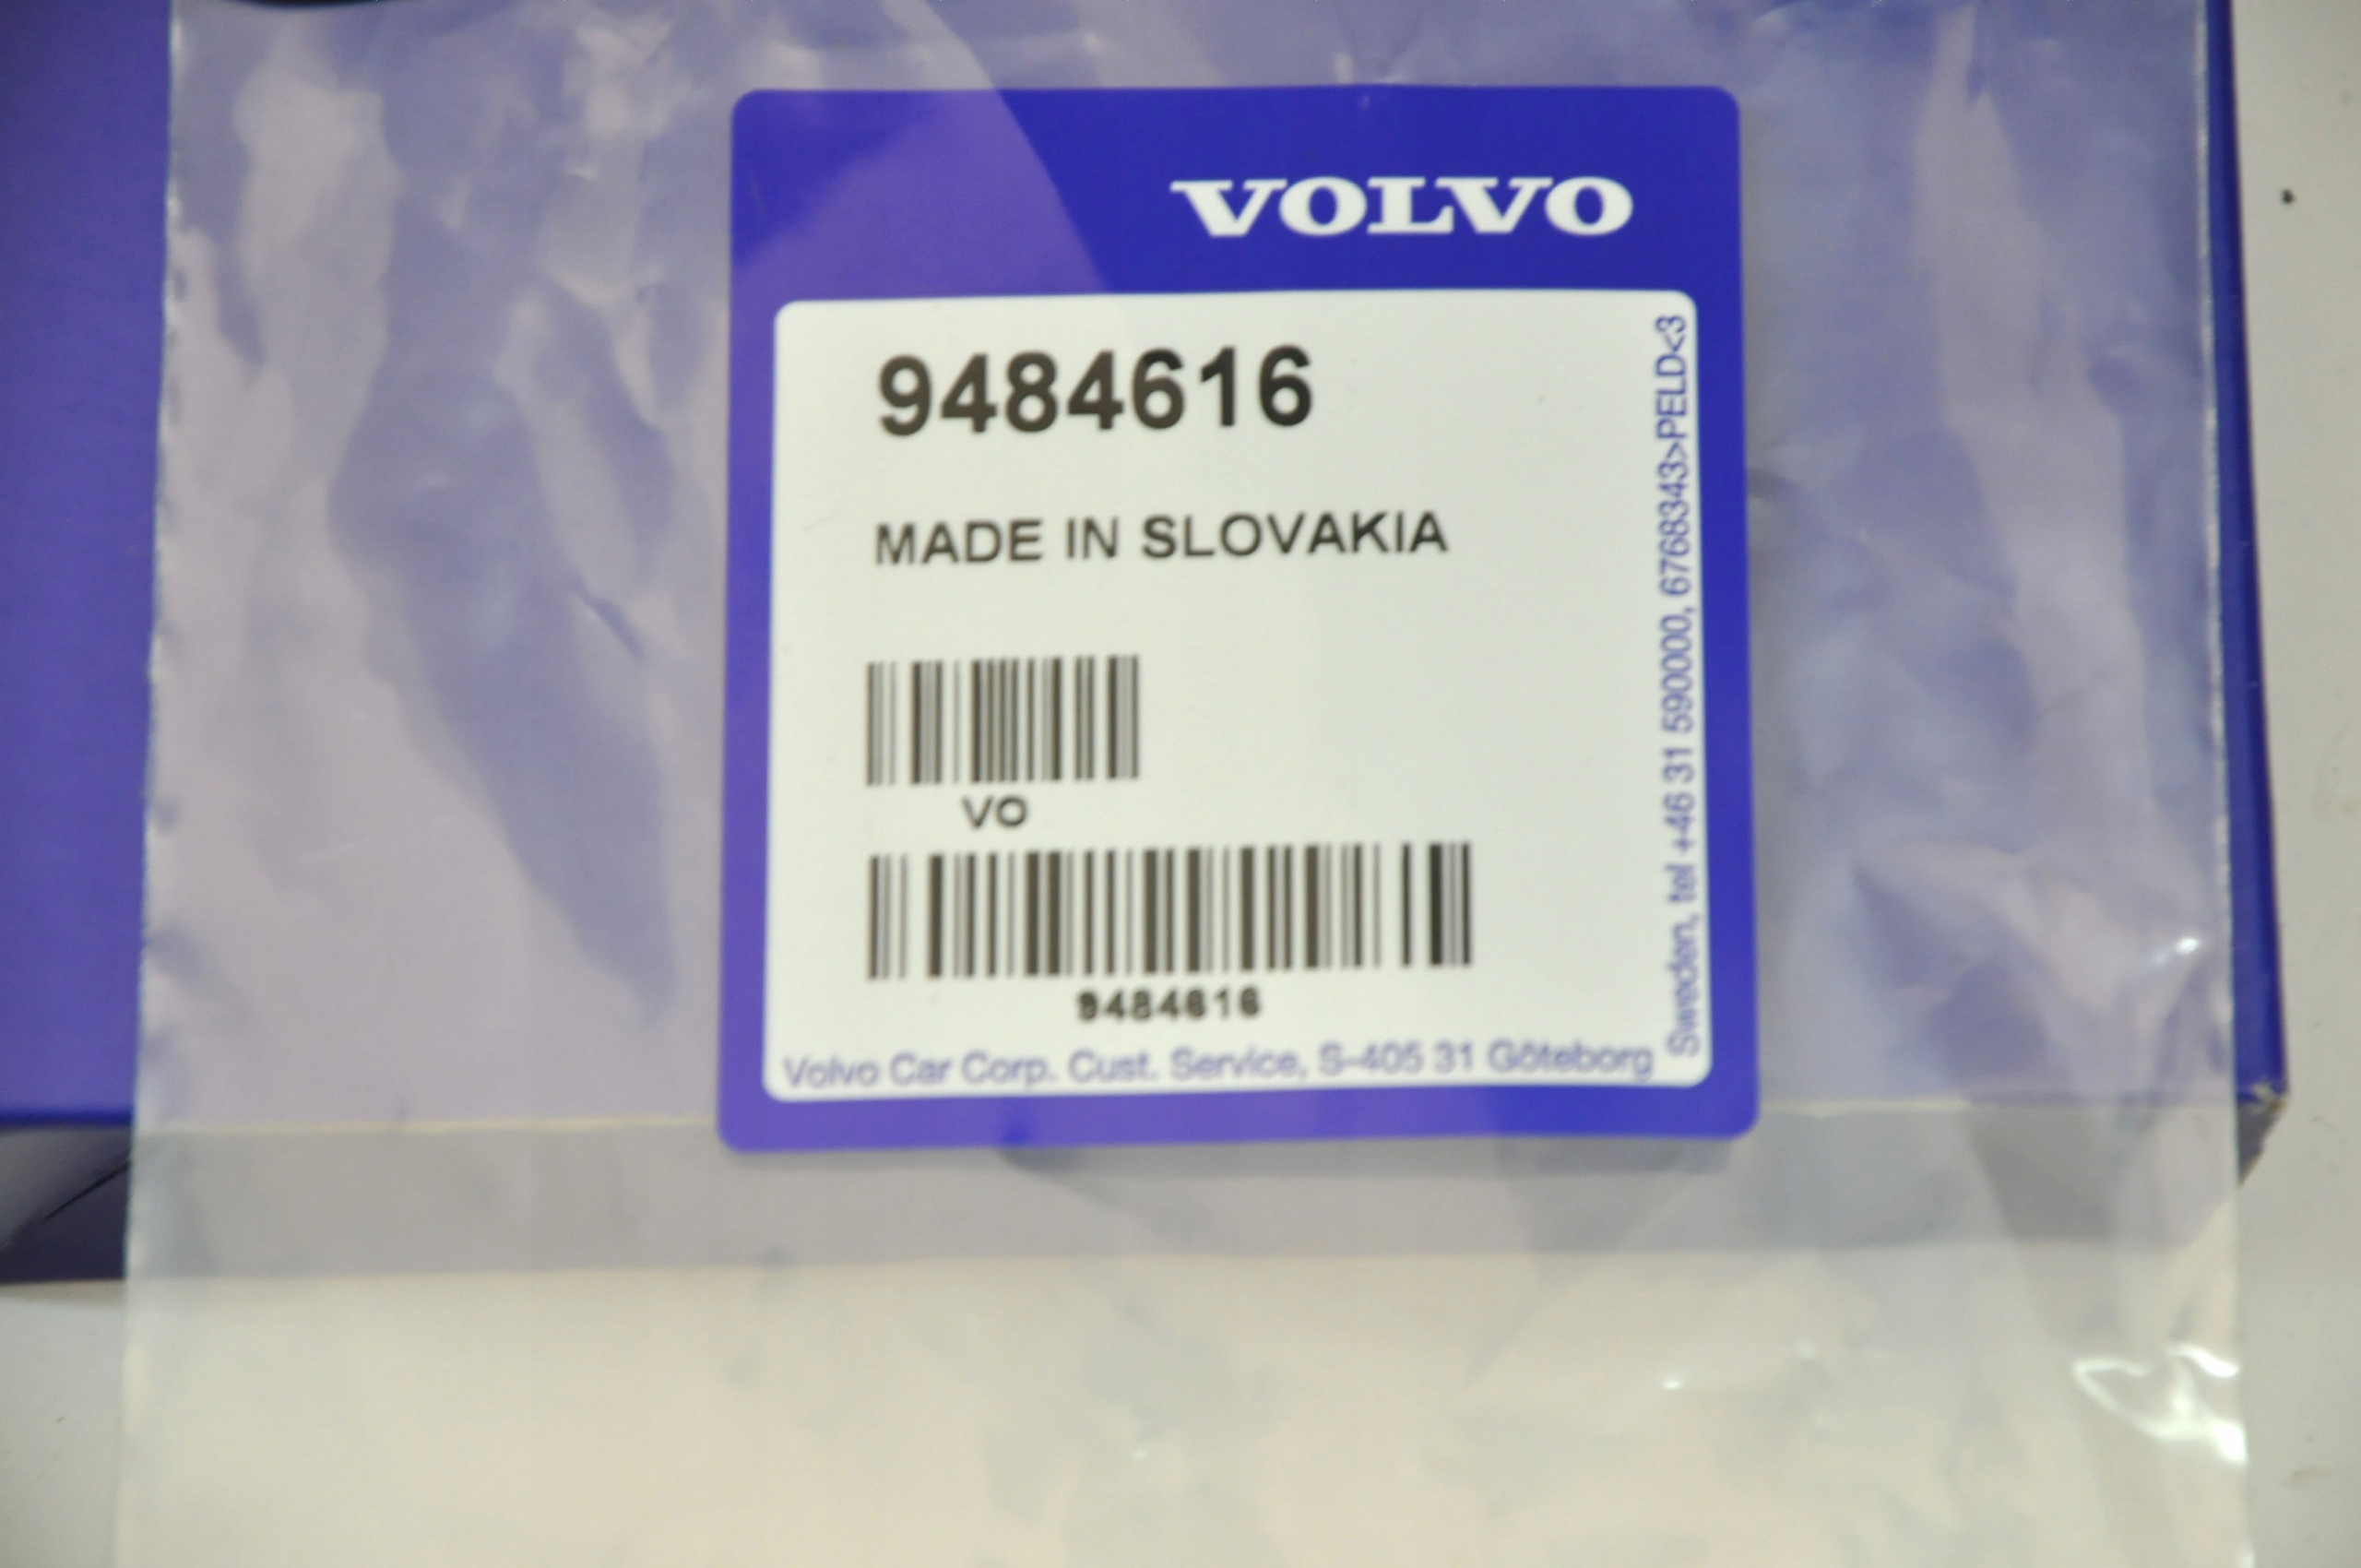 VOLVO
9484616
MADE IN SLOVAKIA
VO
9484616
Volvo Car Corp. Cust. Service, S-405 31 Göteborg
Sweden, tel +46 31 590000, 6768343>PELD<3